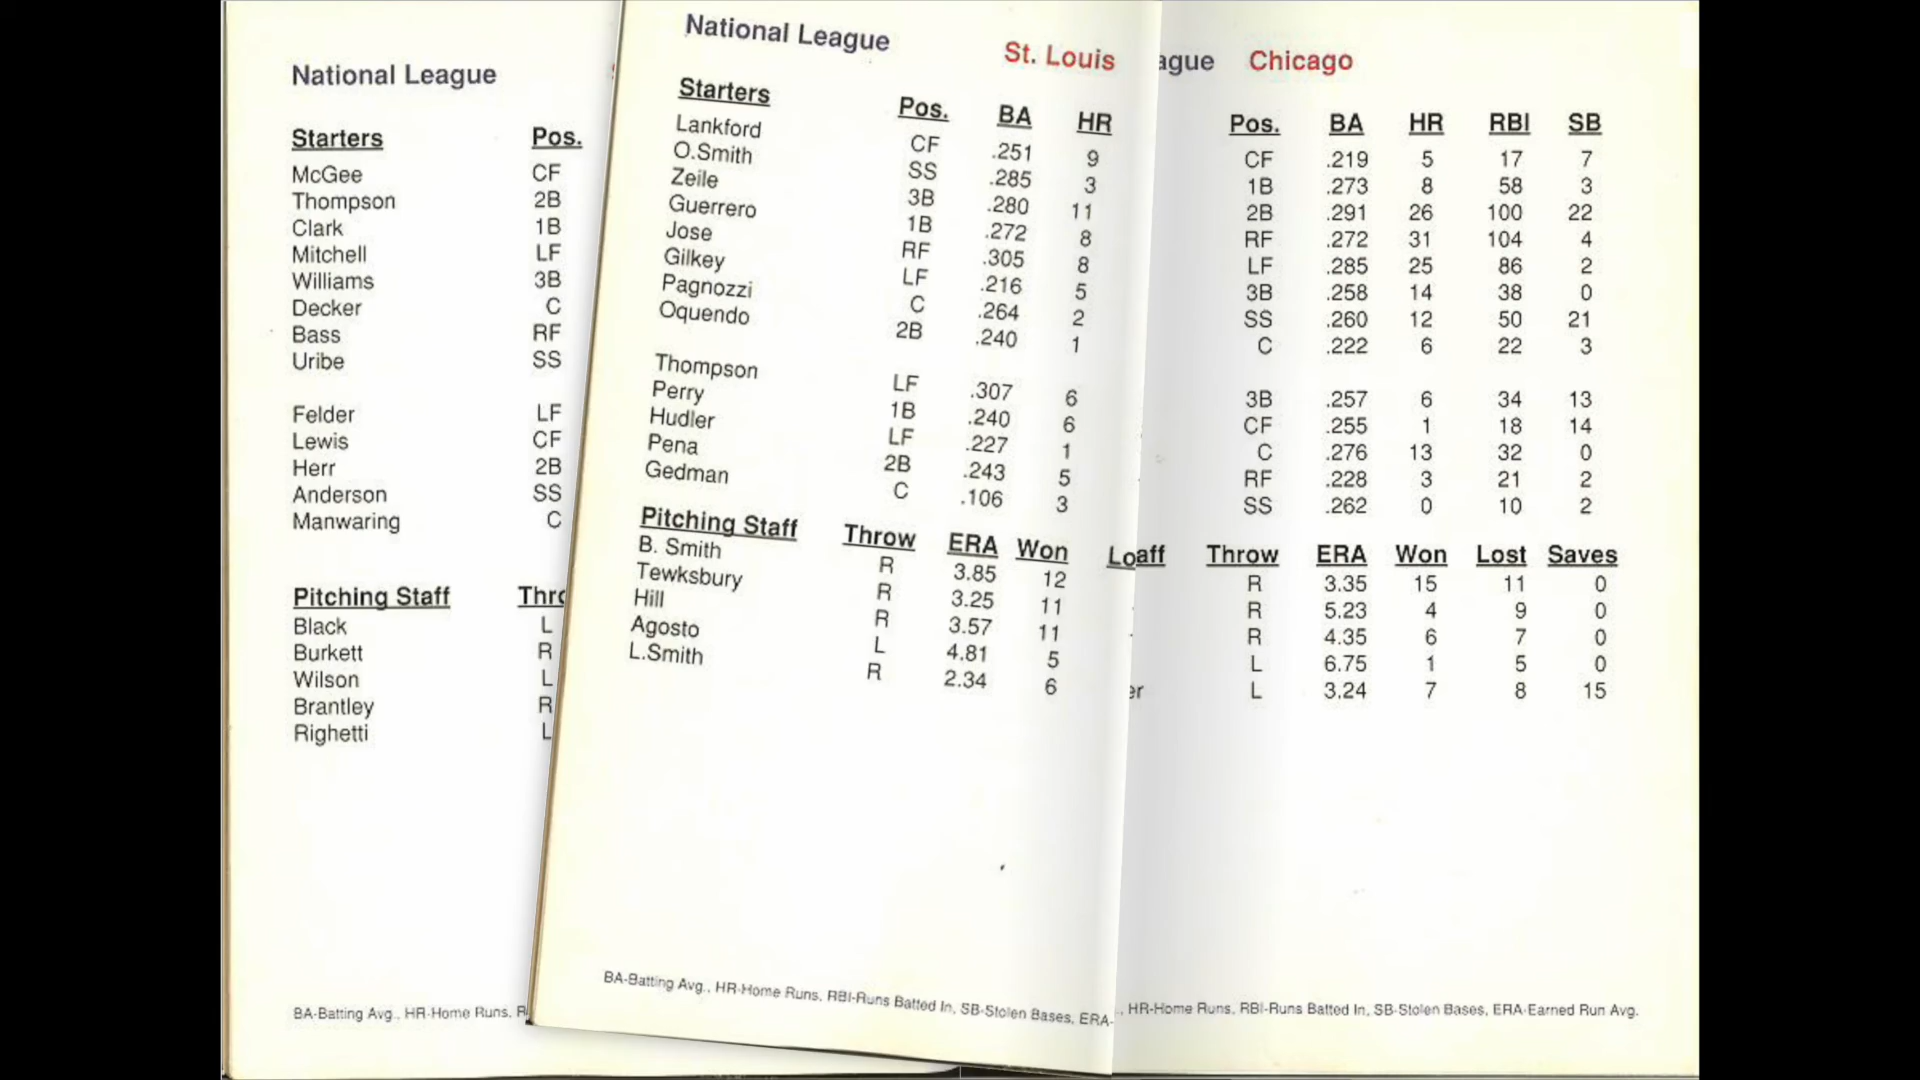 National League
Starters Pos.
McGee CF
Thompson 2B
Clark 1B
Mitchell LF
Williams 3B
Decker C
Bass RF
Uribe SS
Felder LF
Lewis CF
Herr 2B
Anderson SS
Manwaring C
Pitching Staff
Black L
Burkett R
Wilson L
Brantley R
Righetti L
BA-Batting Avg., HR-Home Runs,
National League St. Louis
Starters Pos. BA HR
Lankford CF .251 9
O.Smith SS .285 3
Zeile 3B .280 11
Guerrero 1B .272 8
Jose RF .305 8
Gilkey LF .216 5
Pagnozzi C .264 2
Oquendo 2B .240 1
Thompson LF .307 6
Perry 1B .240 6
Hudler LF .227 1
Pena 2B .243 5
Gedman C .106 3
Pitching Staff Throw ERA Won
B. Smith R 3.85 12
Tewksbury R 3.25 11
Hill R 3.57 11
Agosto L 4.81 5
L.Smith R 2.34 6
BA-Batting Avg., HR-Home Runs, RBI-Runs Batted In, SB-Stolen Bases, ERA-
ague Chicago
Pos. BA HR RBI SB
CF .219 5 17 7
1B .273 8 58 3
2B .291 26 100 22
RF .272 31 104 4
LF .285 25 86 2
3B .258 14 38 0
SS .260 12 50 21
C .222 6 22 3
3B .257 6 34 13
CF .255 1 18 14
C .276 13 32 0
RF .228 3 21 2
SS .262 0 10 2
aff Throw ERA Won Lost Saves
R 3.35 15 11 0
R 5.23 4 9 0
R 4.35 6 7 0
L 6.75 1 5 0
er L 3.24 7 8 15
., HR-Home Runs, RBI-Runs Batted In, SB-Stolen Bases, ERA-Earned Run Avg.